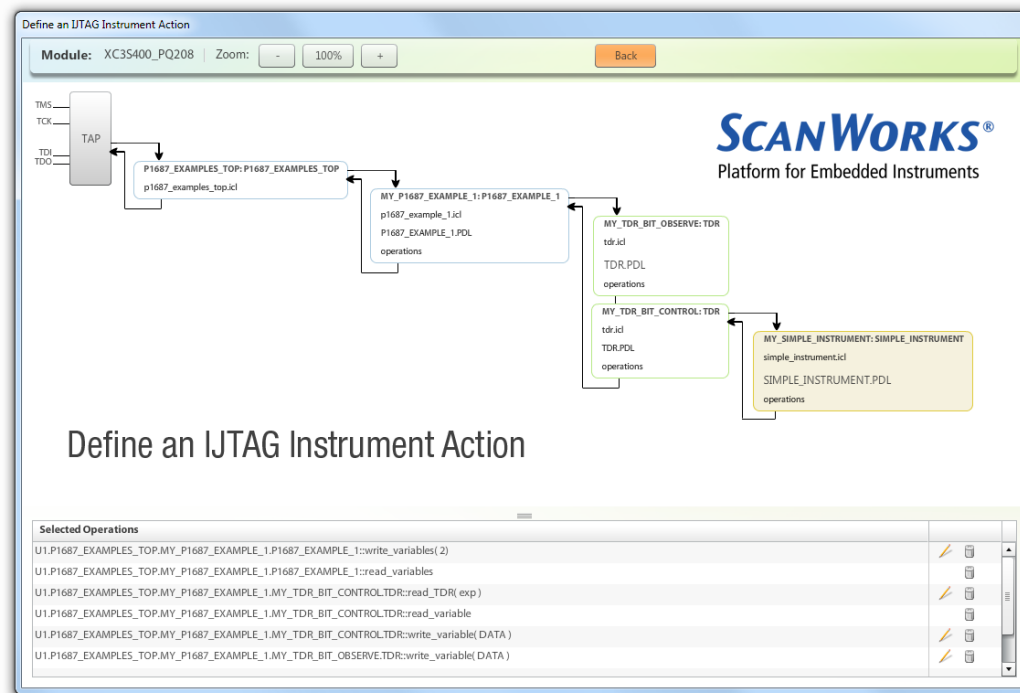 Define an IJTAG Instrument Action
Module: XC3S400_PQ208 Zoom: - 100% + Back
TMS
TCK
TDI
TDO
TAP
SCANWORKS®
Platform for Embedded Instruments
P1687_EXAMPLES_TOP: P1687_EXAMPLES_TOP
p1687_examples_top.icl
MY_P1687_EXAMPLE_1: P1687_EXAMPLE_1
p1687_example_1.icl
P1687_EXAMPLE_1.PDL
operations
MY_TDR_BIT_OBSERVE: TDR
tdr.icl
TDR.PDL
operations
MY_TDR_BIT_CONTROL: TDR
tdr.icl
TDR.PDL
operations
MY_SIMPLE_INSTRUMENT: SIMPLE_INSTRUMENT
simple_instrument.icl
SIMPLE_INSTRUMENT.PDL
operations
Define an IJTAG Instrument Action
Selected Operations
U1.P1687_EXAMPLES_TOP.MY_P1687_EXAMPLE_1.P1687_EXAMPLE_1::write_variables( 2)
U1.P1687_EXAMPLES_TOP.MY_P1687_EXAMPLE_1.P1687_EXAMPLE_1::read_variables
U1.P1687_EXAMPLES_TOP.MY_P1687_EXAMPLE_1.MY_TDR_BIT_CONTROL.TDR::read_TDR( exp )
U1.P1687_EXAMPLES_TOP.MY_P1687_EXAMPLE_1.MY_TDR_BIT_CONTROL.TDR::read_variable
U1.P1687_EXAMPLES_TOP.MY_P1687_EXAMPLE_1.MY_TDR_BIT_CONTROL.TDR::write_variable( DATA )
U1.P1687_EXAMPLES_TOP.MY_P1687_EXAMPLE_1.MY_TDR_BIT_OBSERVE.TDR::write_variable( DATA )